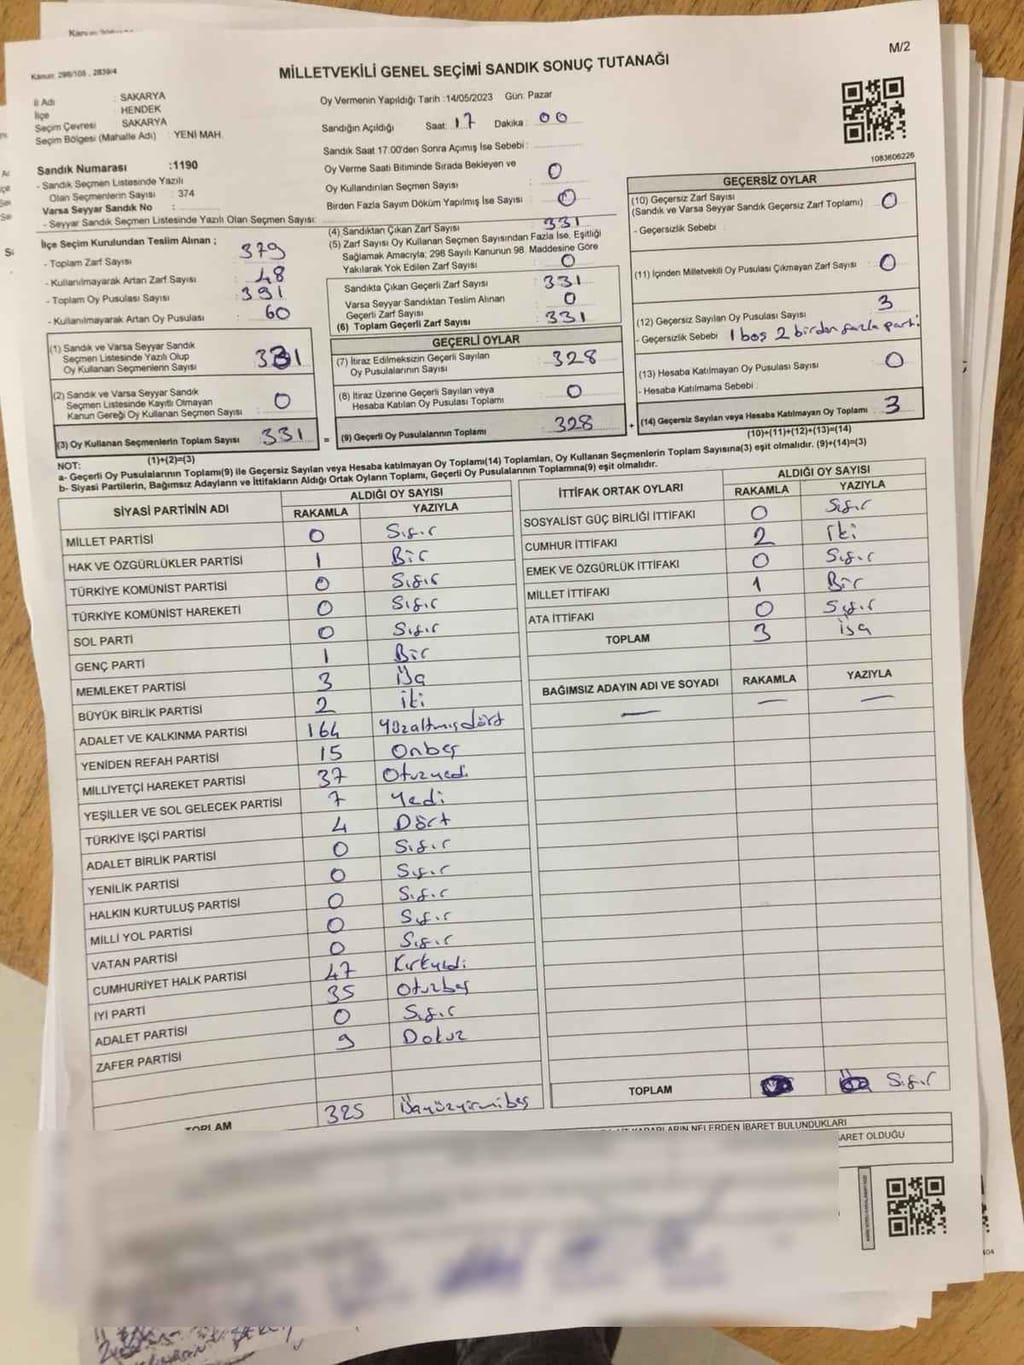 Kanun: 298/105 , 2839/4
M/2
MİLLETVEKİLİ GENEL SEÇİMİ SANDIK SONUÇ TUTANAĞI
İl Adı : SAKARYA
İlçe HENDEK
Seçim Çevresi : SAKARYA
Seçim Bölgesi (Mahalle Adı) : YENİ MAH.
Oy Vermenin Yapıldığı Tarih :14/05/2023 Gün: Pazar
Sandığın Açıldığı Saat: 17 Dakika : 00
Sandık Saat 17.00'den Sonra Açımış İse Sebebi :
Sandık Numarası :1190
- Sandık Seçmen Listesinde Yazılı
Olan Seçmenlerin Sayısı : 374
Varsa Seyyar Sandık No :
- Seyyar Sandık Seçmen Listesinde Yazılı Olan Seçmen Sayısı:
Oy Verme Saati Bitiminde Sırada Bekleyen ve
Oy Kullandırılan Seçmen Sayısı : 0
Birden Fazla Sayım Döküm Yapılmış İse Sayısı : 0
1083606226
İlçe Seçim Kurulundan Teslim Alınan ;
- Toplam Zarf Sayısı : 379
- Kullanılmayarak Artan Zarf Sayısı : 48
- Toplam Oy Pusulası Sayısı : 391
- Kullanılmayarak Artan Oy Pusulası : 60
(4) Sandıktan Çıkan Zarf Sayısı : 331
(5) Zarf Sayısı Oy Kullanan Seçmen Sayısından Fazla İse, Eşitliği
Sağlamak Amacıyla; 298 Sayılı Kanunun 98. Maddesine Göre
Yakılarak Yok Edilen Zarf Sayısı : 0
Sandıkta Çıkan Geçerli Zarf Sayısı : 331
Varsa Seyyar Sandıktan Teslim Alınan
Geçerli Zarf Sayısı : 0
(6) Toplam Geçerli Zarf Sayısı : 331
GEÇERSİZ OYLAR
(10) Geçersiz Zarf Sayısı
(Sandık ve Varsa Seyyar Sandık Geçersiz Zarf Toplamı) : 0
- Geçersizlik Sebebi :
(11) İçinden Milletvekili Oy Pusulası Çıkmayan Zarf Sayısı : 0
(12) Geçersiz Sayılan Oy Pusulası Sayısı : 3
- Geçersizlik Sebebi : 1 boş 2 birden fazla parti
(13) Hesaba Katılmayan Oy Pusulası Sayısı : 0
- Hesaba Katılmama Sebebi :
(14) Geçersiz Sayılan veya Hesaba Katılmayan Oy Toplamı : 3
(10)+(11)+(12)+(13)=(14)
(1) Sandık ve Varsa Seyyar Sandık
Seçmen Listesinde Yazılı Olup
Oy Kullanan Seçmenlerin Sayısı : 331
(2) Sandık ve Varsa Seyyar Sandık
Seçmen Listesinde Kayıtlı Olmayan
Kanun Gereği Oy Kullanan Seçmen Sayısı : 0
(3) Oy Kullanan Seçmenlerin Toplam Sayısı : 331 =
(1)+(2)=(3)
GEÇERLİ OYLAR
(7) İtiraz Edilmeksizin Geçerli Sayılan
Oy Pusulalarının Sayısı : 328
(8) İtiraz Üzerine Geçerli Sayılan veya
Hesaba Katılan Oy Pusulası Toplamı : 0
(9) Geçerli Oy Pusulalarının Toplamı : 328 +
NOT:
a- Geçerli Oy Pusulalarının Toplamı(9) ile Geçersiz Sayılan veya Hesaba katılmayan Oy Toplamı(14) Toplamları, Oy Kullanan Seçmenlerin Toplam Sayısına(3) eşit olmalıdır. (9)+(14)=(3)
b- Siyasi Partilerin, Bağımsız Adayların ve İttifakların Aldığı Ortak Oyların Toplamı, Geçerli Oy Pusulalarının Toplamına(9) eşit olmalıdır.
SİYASİ PARTİNİN ADI ALDIĞI OY SAYISI
RAKAMLA YAZIYLA
MİLLET PARTİSİ 0 Sıfır
HAK VE ÖZGÜRLÜKLER PARTİSİ 1 Bir
TÜRKİYE KOMÜNİST PARTİSİ 0 Sıfır
TÜRKİYE KOMÜNİST HAREKETİ 0 Sıfır
SOL PARTİ 0 Sıfır
GENÇ PARTİ 1 Bir
MEMLEKET PARTİSİ 3 Üç
BÜYÜK BİRLİK PARTİSİ 2 iki
ADALET VE KALKINMA PARTİSİ 164 Yüzaltmışdört
YENİDEN REFAH PARTİSİ 15 Onbeş
MİLLİYETÇİ HAREKET PARTİSİ 37 Otuzyedi
YEŞİLLER VE SOL GELECEK PARTİSİ 7 Yedi
TÜRKİYE İŞÇİ PARTİSİ 4 Dört
ADALET BİRLİK PARTİSİ 0 Sıfır
YENİLİK PARTİSİ 0 Sıfır
HALKIN KURTULUŞ PARTİSİ 0 Sıfır
MİLLİ YOL PARTİSİ 0 Sıfır
VATAN PARTİSİ 0 Sıfır
CUMHURİYET HALK PARTİSİ 47 Kırkyedi
İYİ PARTİ 35 Otuzbeş
ADALET PARTİSİ 0 Sıfır
ZAFER PARTİSİ 9 Dokuz
TOPLAM 325 Üçyüzyirmibeş
İTTİFAK ORTAK OYLARI ALDIĞI OY SAYISI
RAKAMLA YAZIYLA
SOSYALİST GÜÇ BİRLİĞİ İTTİFAKI 0 Sıfır
CUMHUR İTTİFAKI 2 iki
EMEK VE ÖZGÜRLÜK İTTİFAKI 0 Sıfır
MİLLET İTTİFAKI 1 Bir
ATA İTTİFAKI 0 Sıfır
TOPLAM 3 üç
BAĞIMSIZ ADAYIN ADI VE SOYADI RAKAMLA YAZIYLA
TOPLAM Sıfır
NELERDEN İBARET BULUNDUKLARI
İBARET OLDUĞU